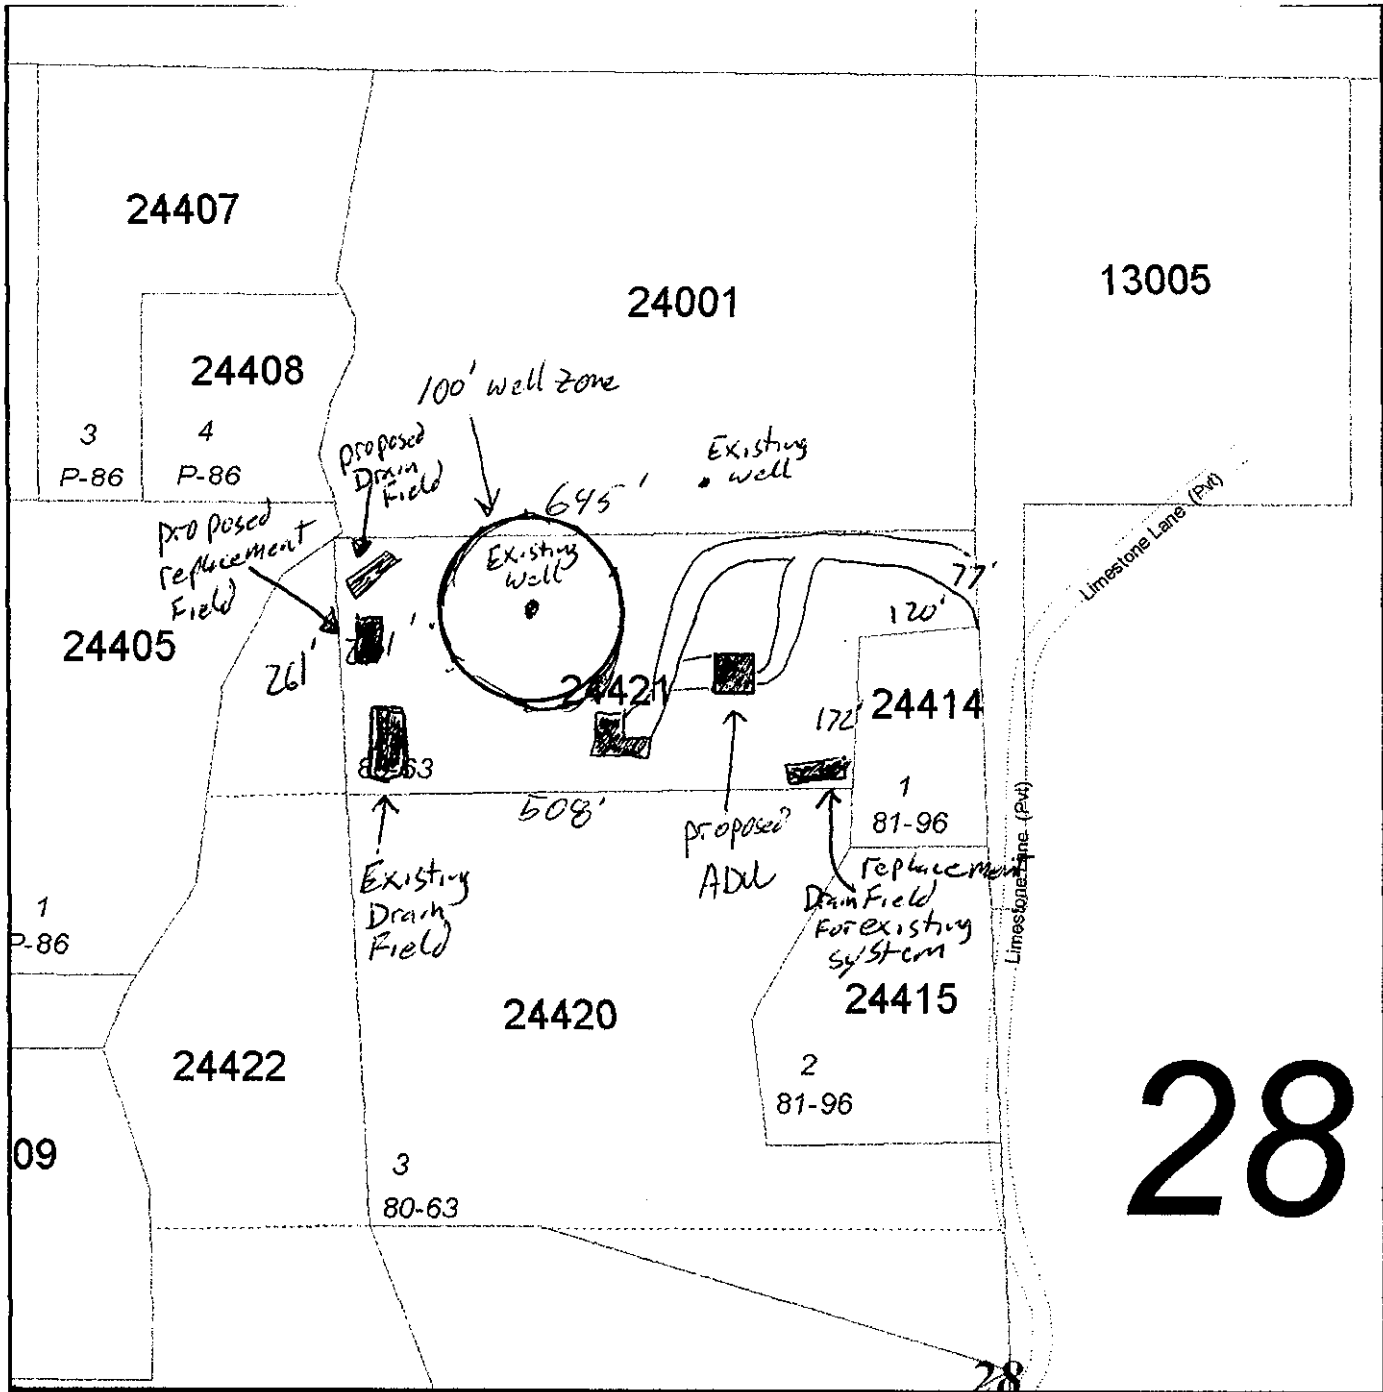 24407
24001
13005
24408
100' well zone
3
P-86
4
P-86
proposed
Drain
Field
Existing
well
645'
proposed
replacement
Field
Existing
well
Limestone Lane (Pvt)
77'
120'
24405
261'
24421
172'
24414
80-63
508'
1
81-96
proposed
ADU
replacement
Drain Field
For existing
system
Existing
Drain
Field
Limestone Lane (Pvt)
1
P-86
24415
24420
24422
2
81-96
28
09
3
80-63
28